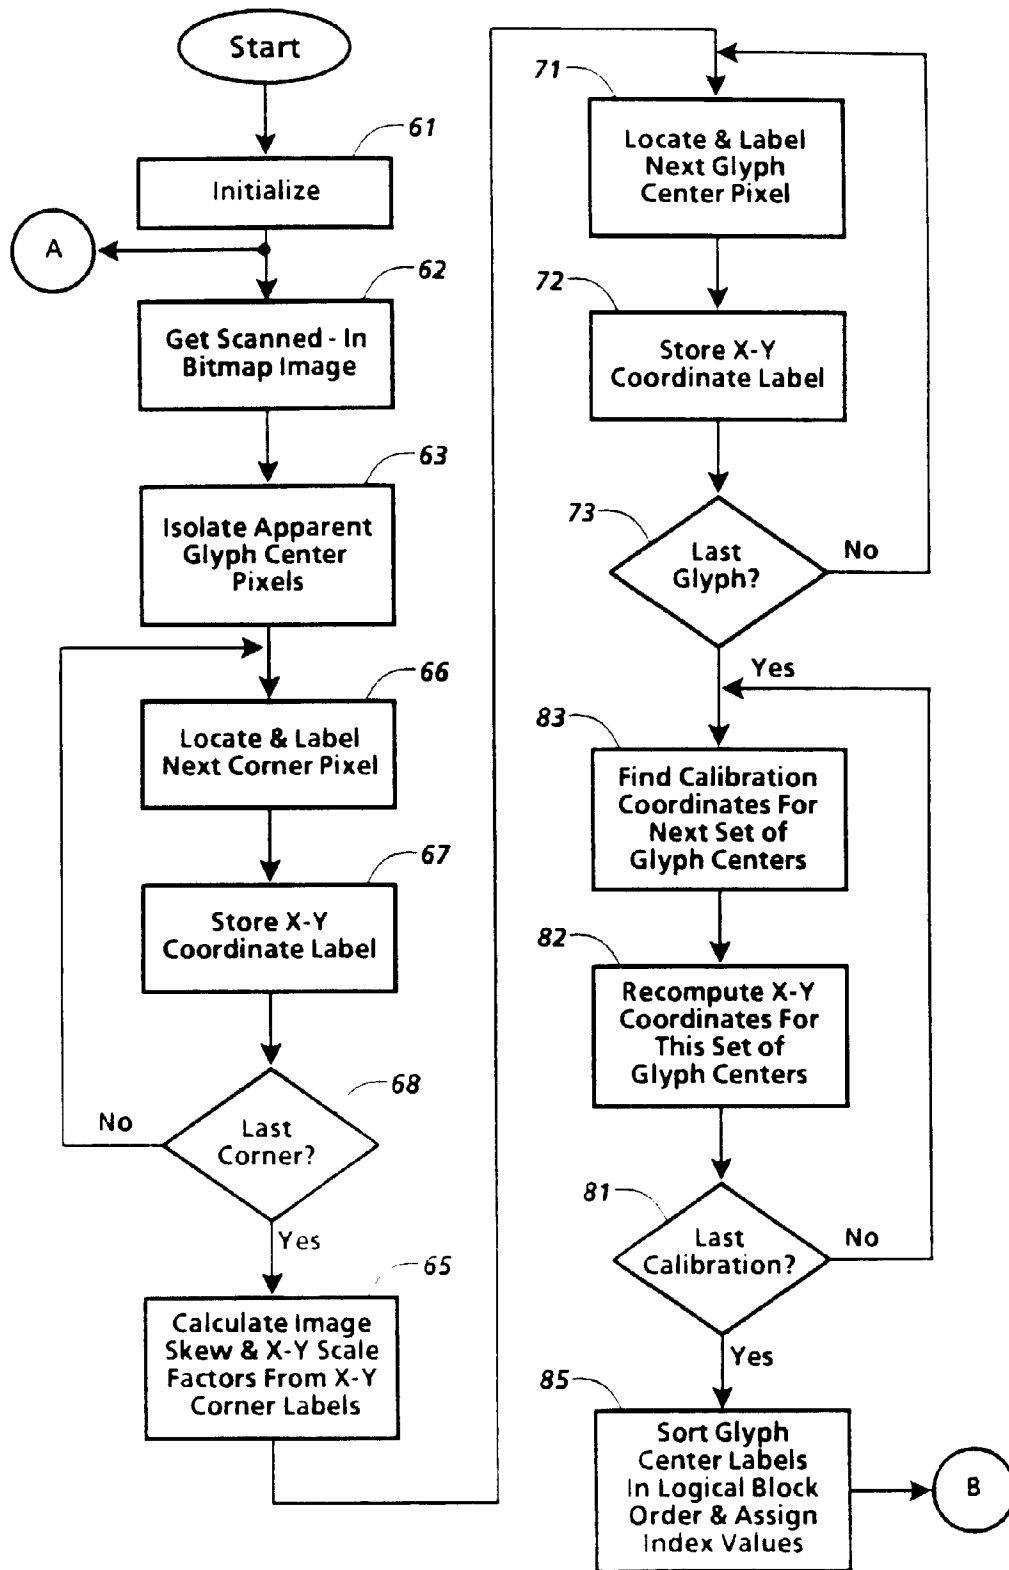 Start
61
Initialize
A
62
Get Scanned - In
Bitmap Image
63
Isolate Apparent
Glyph Center
Pixels
66
Locate & Label
Next Corner Pixel
67
Store X-Y
Coordinate Label
68
Last
Corner?
No
Yes
65
Calculate Image
Skew & X-Y Scale
Factors From X-Y
Corner Labels
71
Locate & Label
Next Glyph
Center Pixel
72
Store X-Y
Coordinate Label
73
Last
Glyph?
No
Yes
83
Find Calibration
Coordinates For
Next Set of
Glyph Centers
82
Recompute X-Y
Coordinates For
This Set of
Glyph Centers
81
Last
Calibration?
No
Yes
85
Sort Glyph
Center Labels
In Logical Block
Order & Assign
Index Values
B